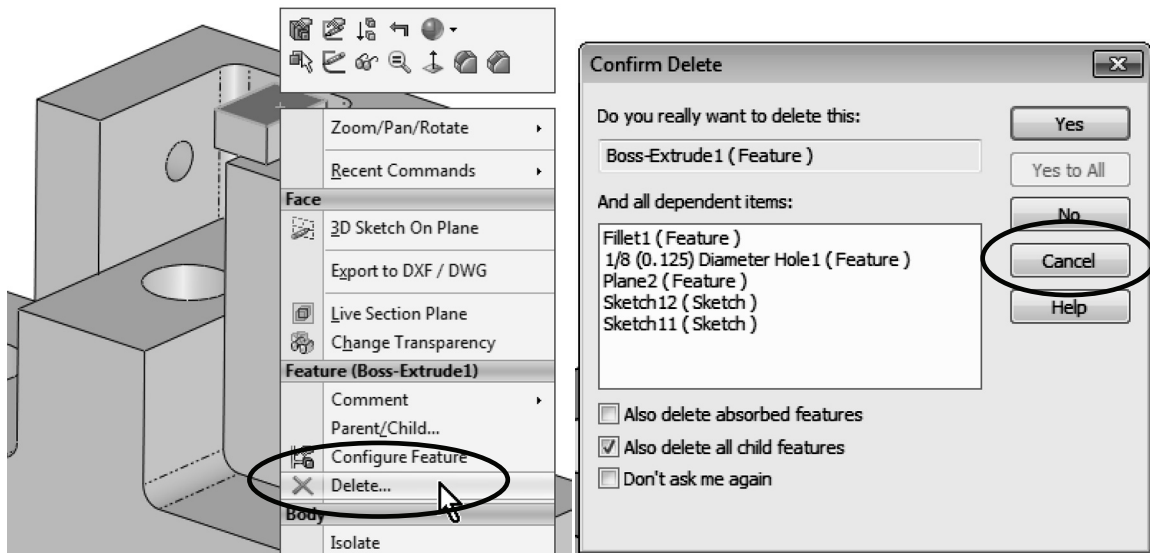 Zoom/Pan/Rotate
Recent Commands
Face
3D Sketch On Plane
Export to DXF / DWG
Live Section Plane
Change Transparency
Feature (Boss-Extrude1)
Comment
Parent/Child...
Configure Feature
Delete...
Body
Isolate
Confirm Delete
Do you really want to delete this:
Boss-Extrude1 ( Feature )
And all dependent items:
Fillet1 ( Feature )
1/8 (0.125) Diameter Hole1 ( Feature )
Plane2 ( Feature )
Sketch12 ( Sketch )
Sketch11 ( Sketch )
Also delete absorbed features
Also delete all child features
Don't ask me again
Yes
Yes to All
No
Cancel
Help